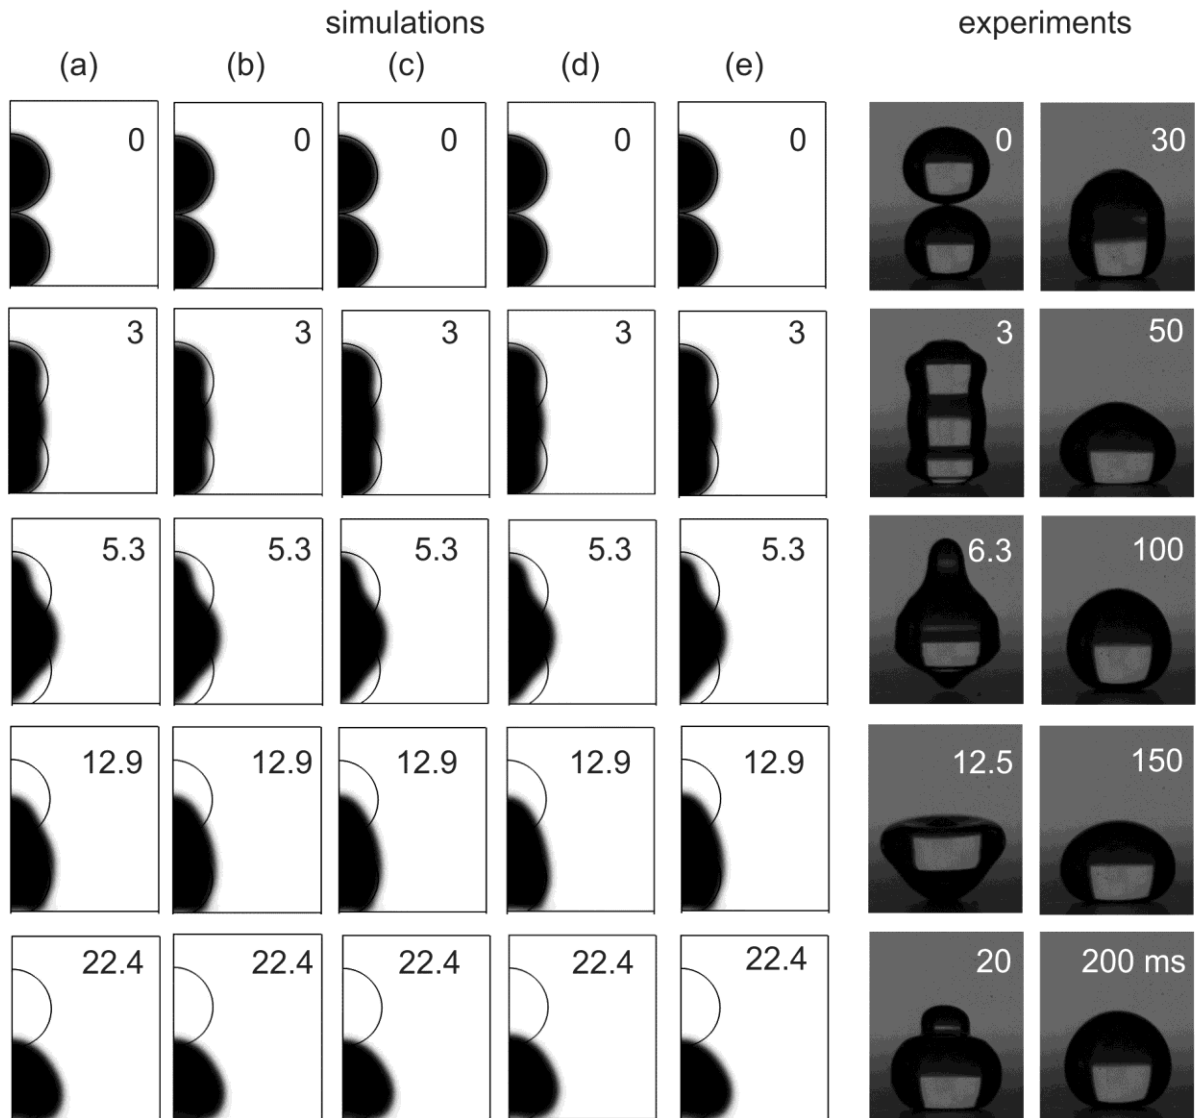 simulations experiments
(a) (b) (c) (d) (e)
0 0 0 0 0 0 30
3 3 3 3 3 3 50
5.3 5.3 5.3 5.3 5.3 6.3 100
12.9 12.9 12.9 12.9 12.9 12.5 150
22.4 22.4 22.4 22.4 22.4 20 200 ms